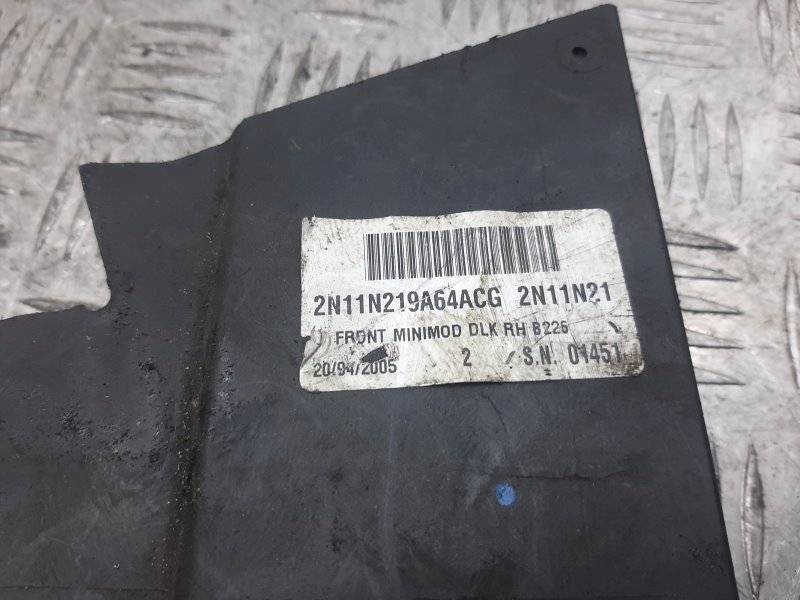 2N11N219A64ACG 2N11N21
FRONT MINIMOD DLK RH B226
20/04/2005 2 S.N. 01451